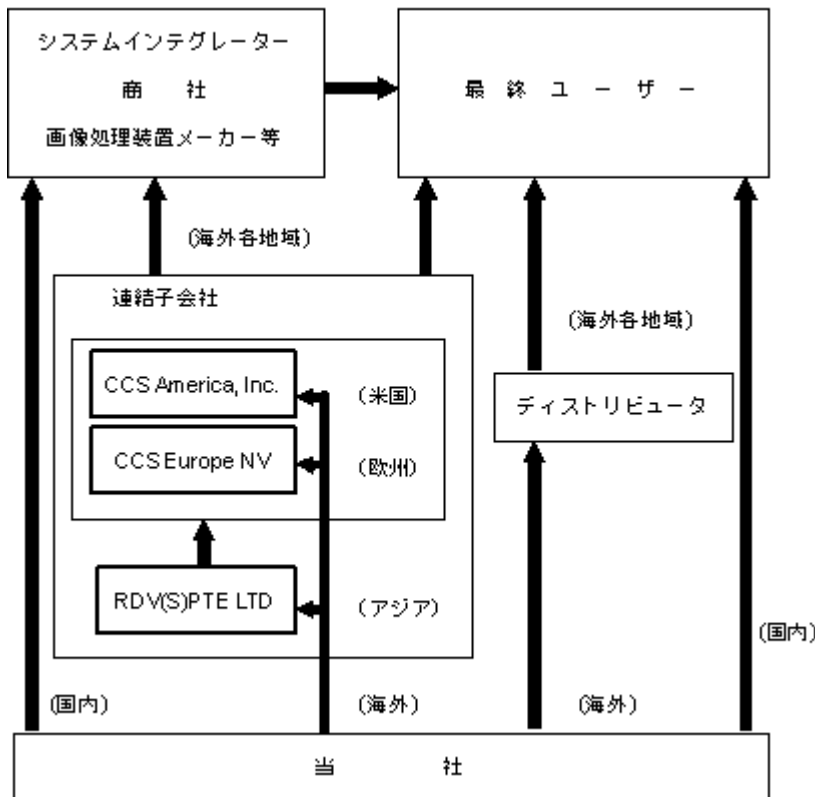 システムインテグレーター
商 社
画像処理装置メーカー等
最 終 ユ ー ザ ー
(海外各地域)
連結子会社
(海外各地域)
CCS America, Inc.
(米国)
ディストリビュータ
CCS Europe NV
(欧州)
RDV(S)PTE LTD
(アジア)
(国内)
(国内)
(海外)
(海外)
当 社